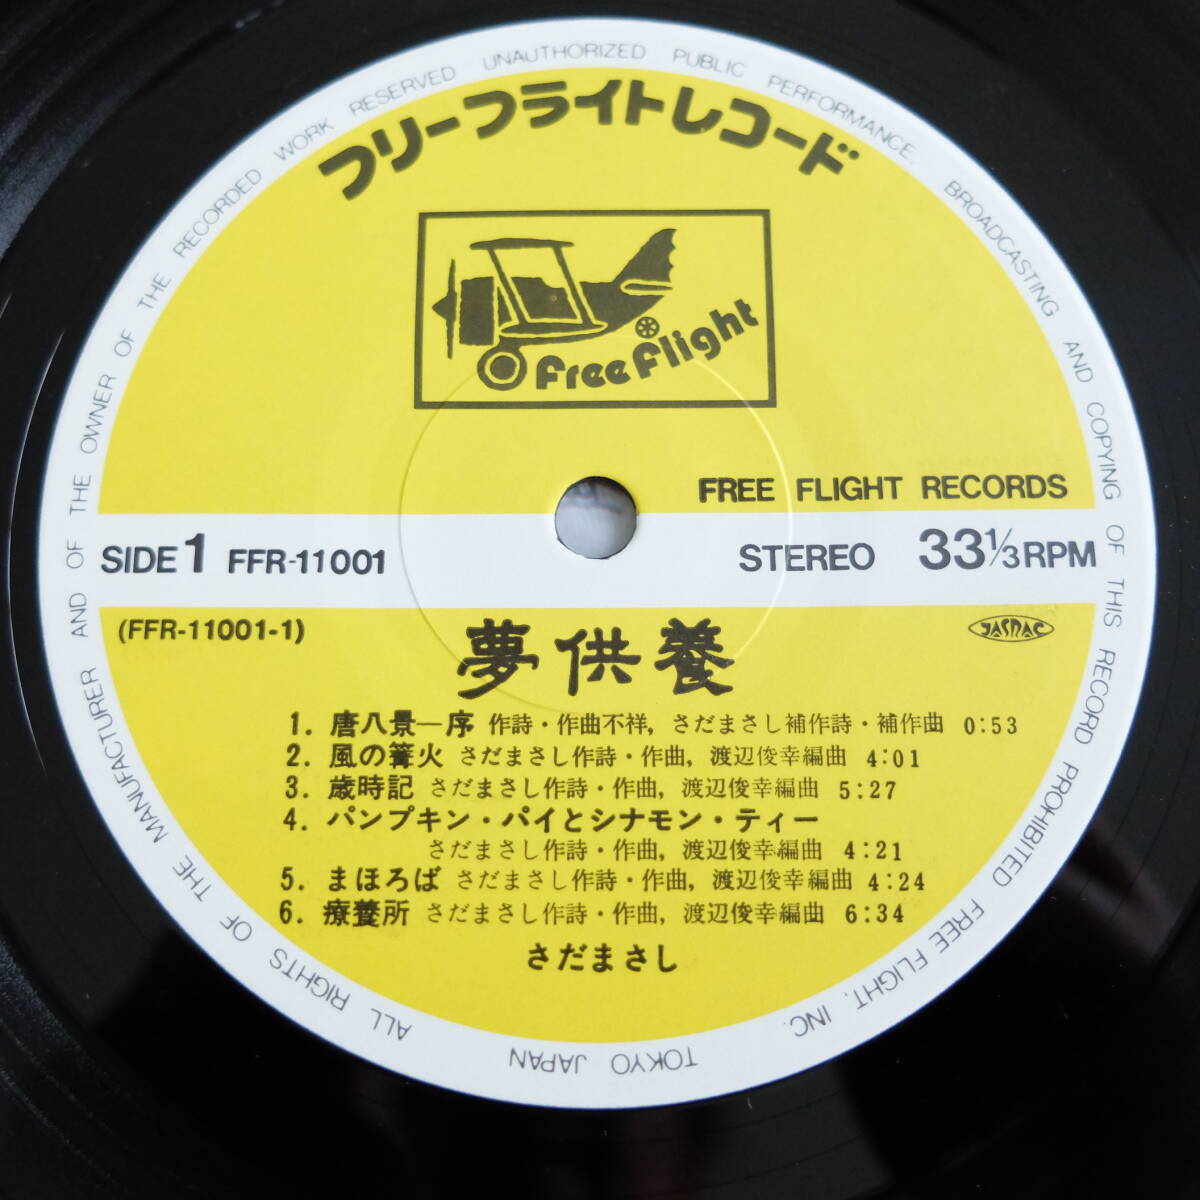 フリーフライトレコード
Free Flight
FREE FLIGHT RECORDS
SIDE 1 FFR-11001
STEREO 33 1/3 RPM
(FFR-11001-1)
JASRAC
夢供養
1. 唐八景—序 作詩・作曲不祥，さだまさし補作詩・補作曲 0:53
2. 風の篝火 さだまさし作詩・作曲，渡辺俊幸編曲 4:01
3. 歳時記 さだまさし作詩・作曲，渡辺俊幸編曲 5:27
4. パンプキン・パイとシナモン・ティー
さだまさし作詩・作曲，渡辺俊幸編曲 4:21
5. まほろば さだまさし作詩・作曲，渡辺俊幸編曲 4:24
6. 療養所 さだまさし作詩・作曲，渡辺俊幸編曲 6:34
さだまさし
ALL RIGHTS OF THE MANUFACTURER AND OF THE OWNER OF THE RECORDED WORK RESERVED UNAUTHORIZED PUBLIC PERFORMANCE. BROADCASTING AND COPYING OF THIS RECORD PROHIBITED FREE FLIGHT, INC. TOKYO JAPAN